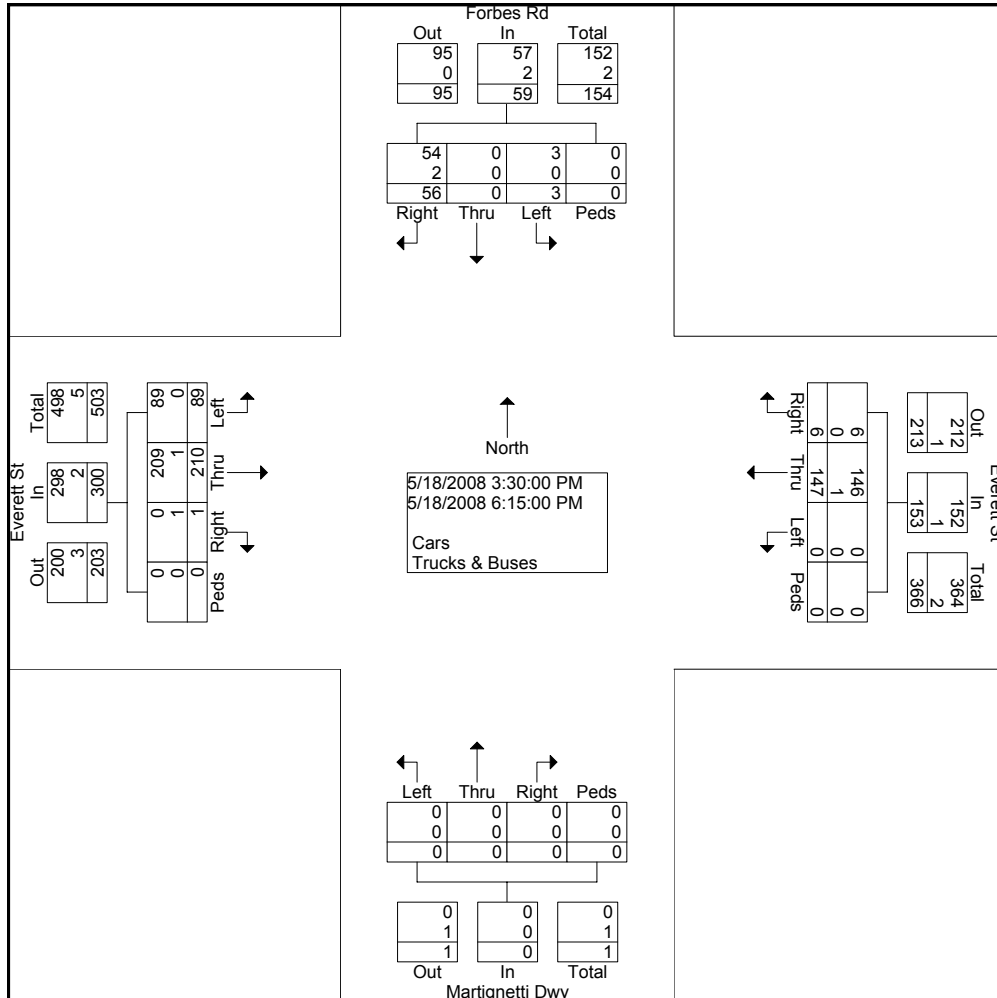 Forbes Rd
Out In Total
95 57 152
0 2 2
95 59 154
54 0 3 0
2 0 0 0
56 0 3 0
Right Thru Left Peds
Everett St
Total In Out
498 298 200
5 2 3
503 300 203
89 209 0 0
0 1 1 0
89 210 1 0
Left Thru Right Peds
North
5/18/2008 3:30:00 PM
5/18/2008 6:15:00 PM
Cars
Trucks & Buses
Right Thru Left Peds
6 146 0 0
0 1 0 0
6 147 0 0
Out In Total
212 152 364
1 1 2
213 153 366
Everett St
Left Thru Right Peds
0 0 0 0
0 0 0 0
0 0 0 0
0 0 0
1 0 1
1 0 1
Out In Total
Martignetti Dwy